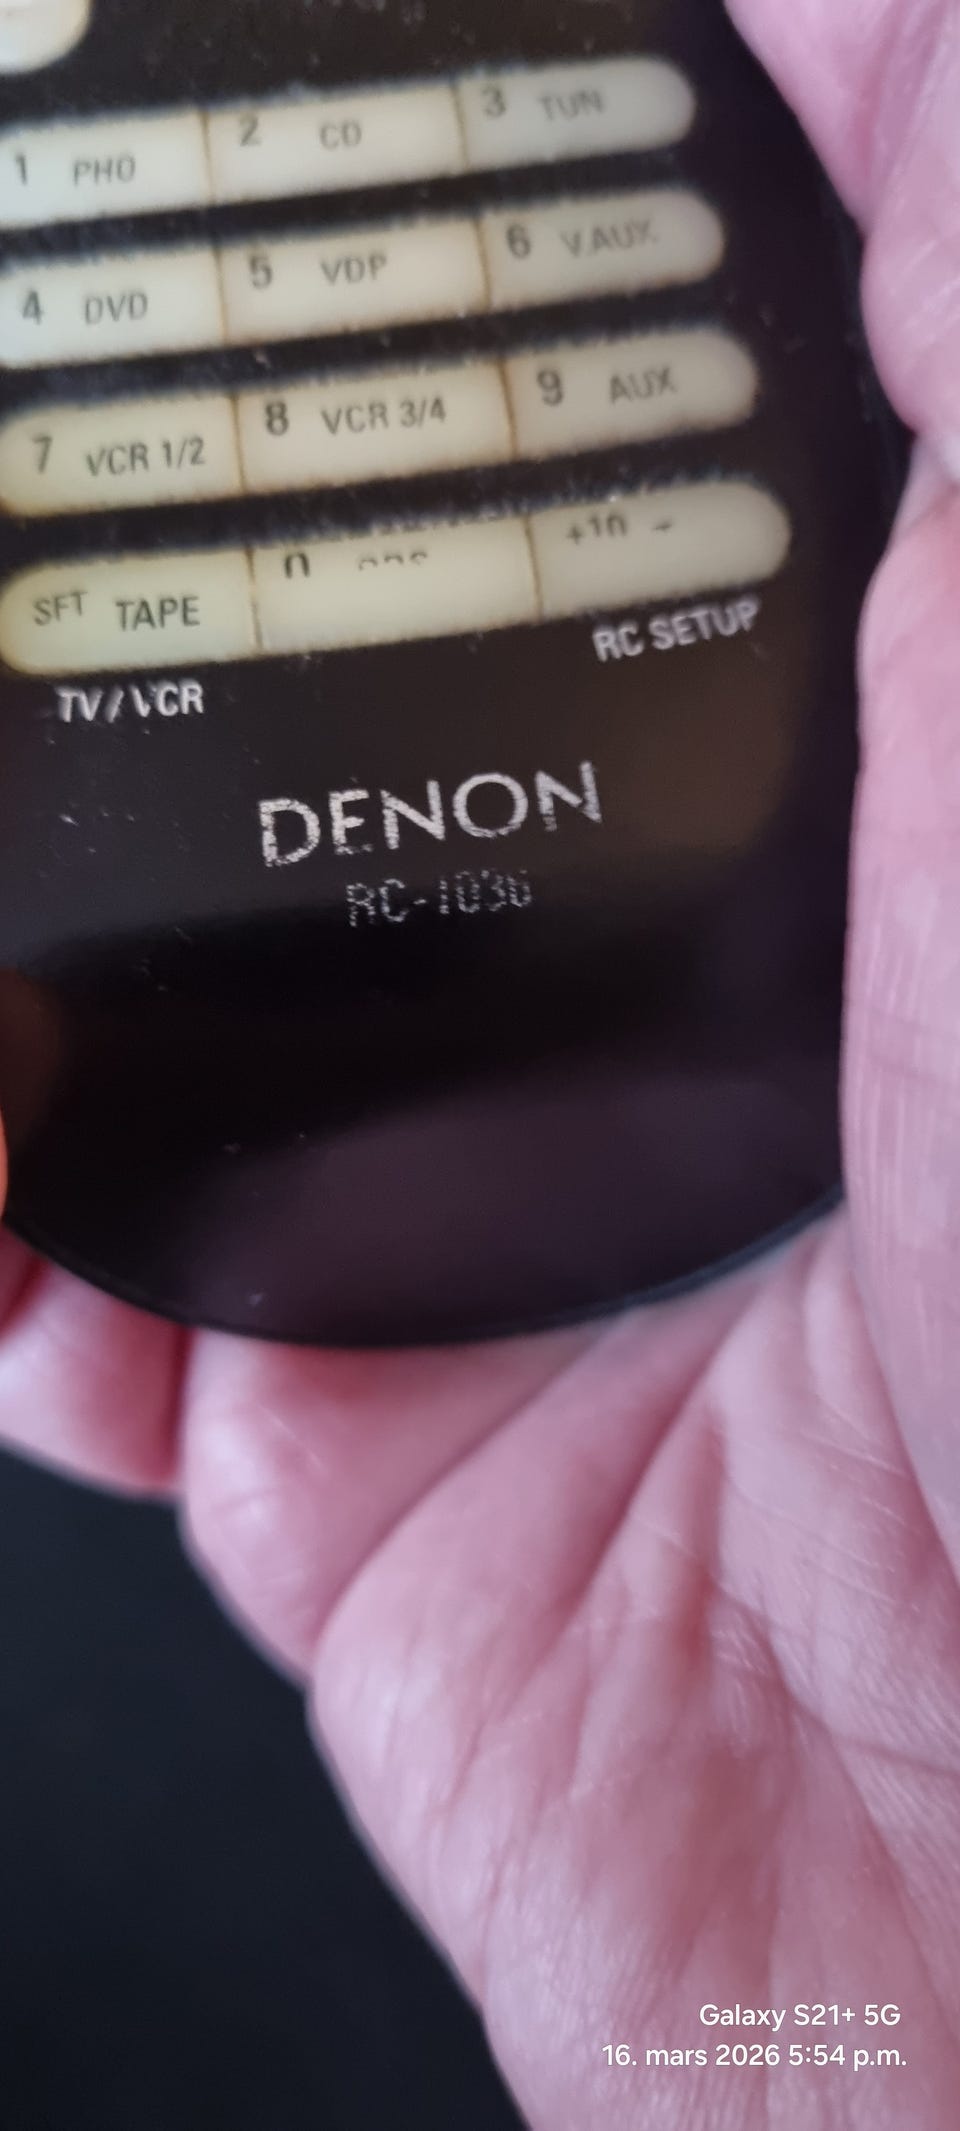 1 PHO 2 CD 3 TUN
4 DVD 5 VDP 6 V.AUX
7 VCR 1/2 8 VCR 3/4 9 AUX
SFT TAPE 0 +10
TV / VCR RC SETUP
DENON
RC-1036
Galaxy S21+ 5G
16. mars 2026 5:54 p.m.